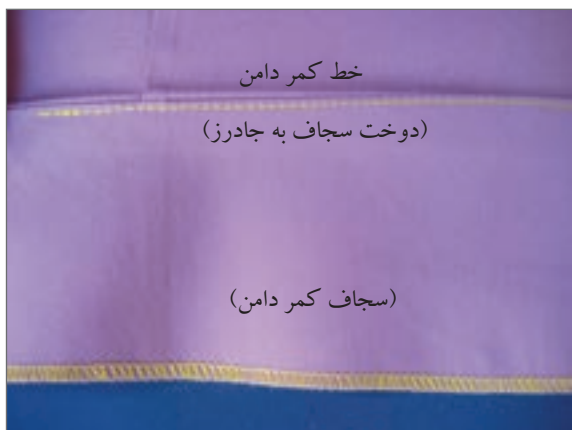 خط کمر دامن
(دوخت سجاف به جادرز)
(سجاف کمر دامن)